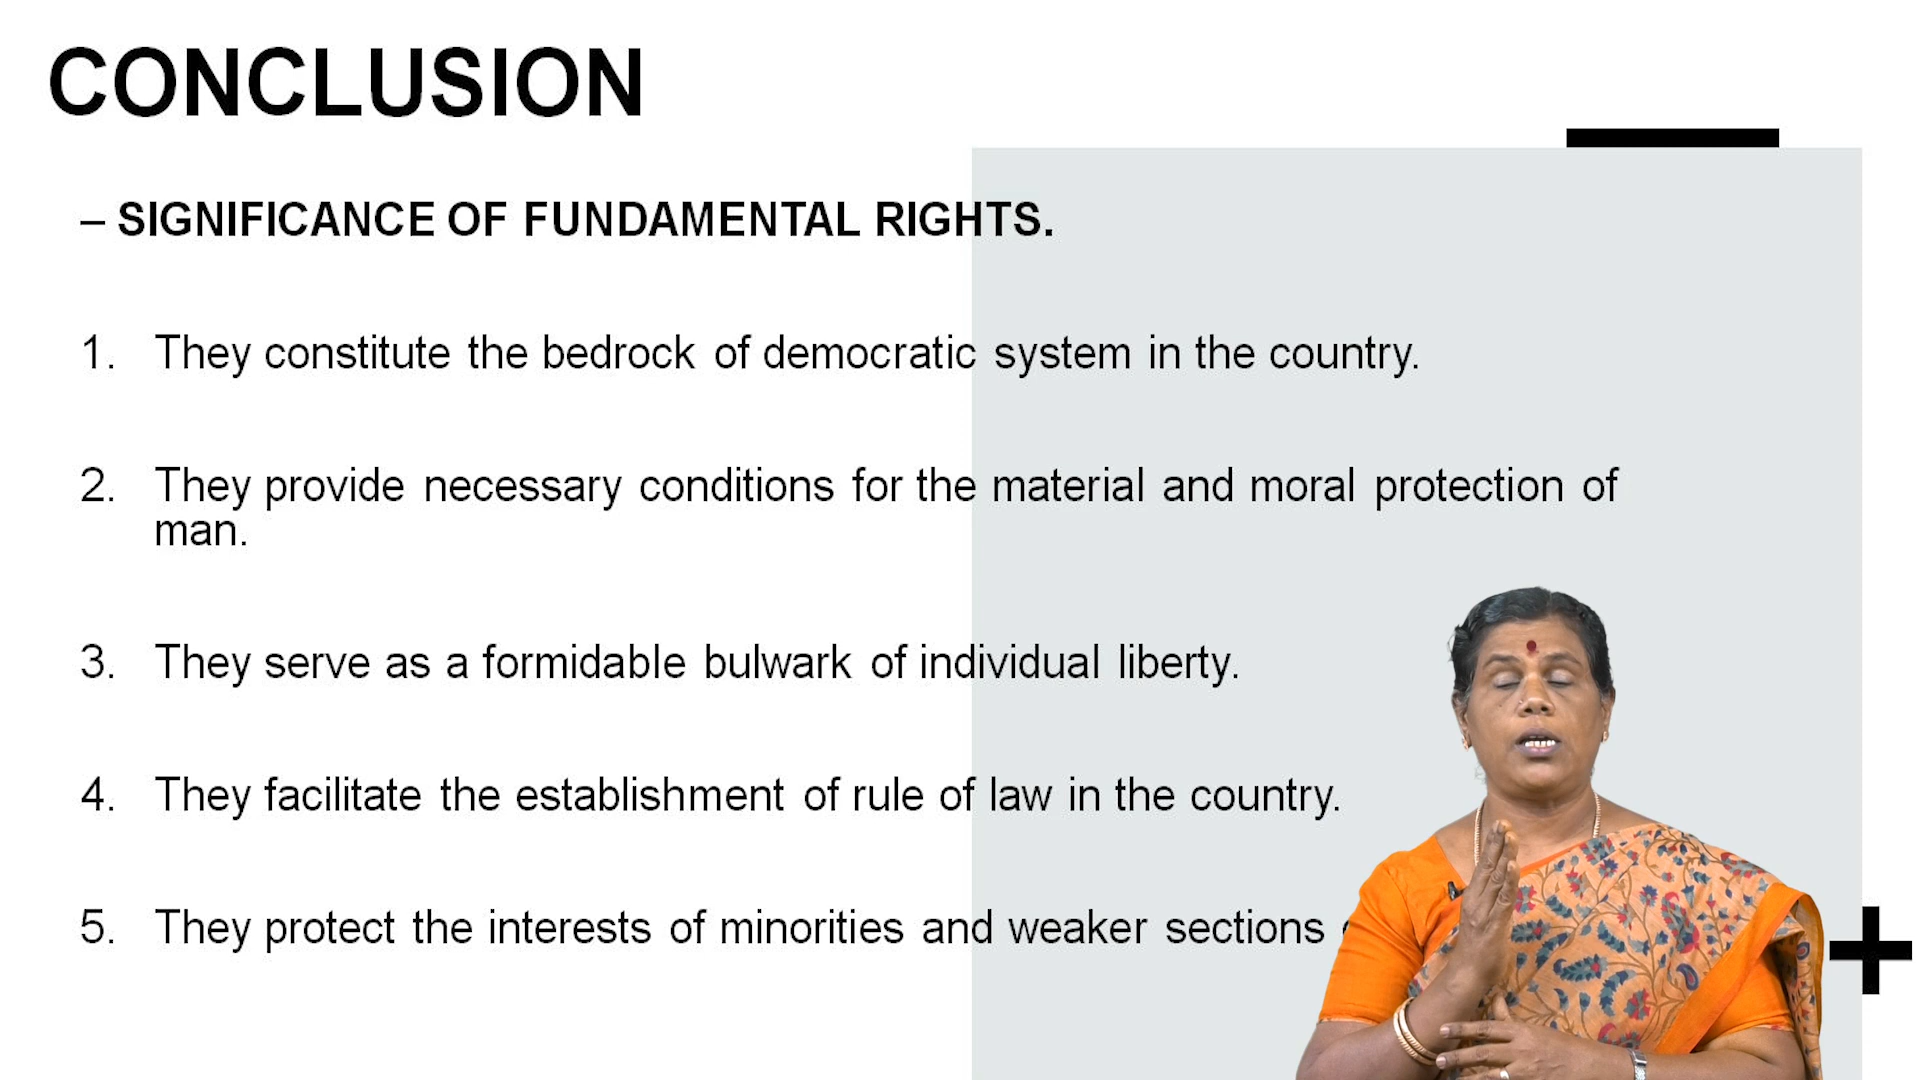 CONCLUSION
– SIGNIFICANCE OF FUNDAMENTAL RIGHTS.
1. They constitute the bedrock of democratic system in the country.
2. They provide necessary conditions for the material and moral protection of
man.
3. They serve as a formidable bulwark of individual liberty.
4. They facilitate the establishment of rule of law in the country.
5. They protect the interests of minorities and weaker sections